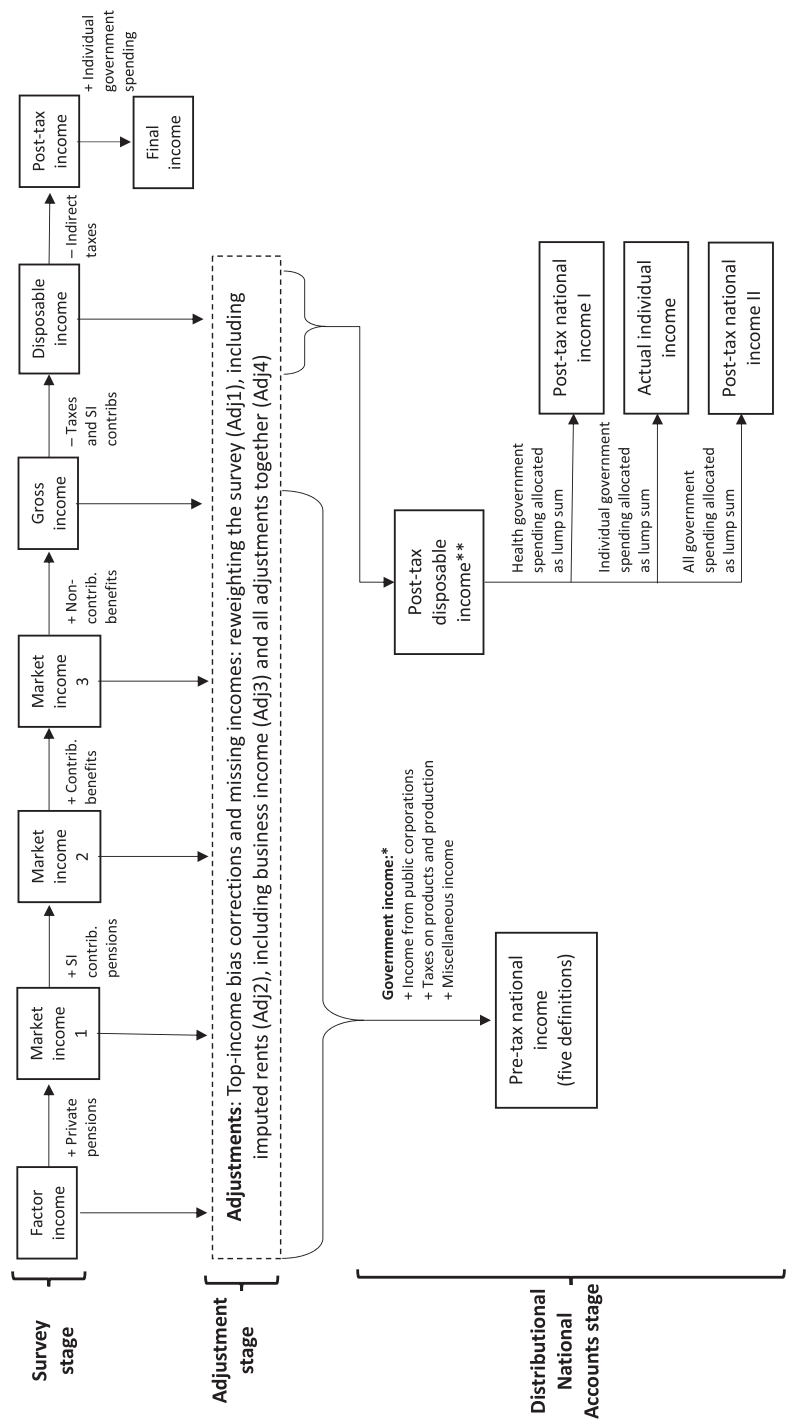 Survey
stage
Factor
income
+ Private
pensions
Market
income
1
+ SI
contrib.
pensions
Market
income
2
+ Contrib.
benefits
Market
income
3
+ Non-
contrib.
benefits
Gross
income
– Taxes
and SI
contribs
Disposable
income
– Indirect
taxes
Post-tax
income
+ Individual
government
spending
Final
income
Adjustment
stage
Adjustments: Top-income bias corrections and missing incomes: reweighting the survey (Adj1), including
imputed rents (Adj2), including business income (Adj3) and all adjustments together (Adj4)
Distributional
National
Accounts stage
Government income:*
+ Income from public corporations
+ Taxes on products and production
+ Miscellaneous income
Pre-tax national
income
(five definitions)
Post-tax
disposable
income**
Health government
spending allocated
as lump sum
Post-tax national
income I
Individual government
spending allocated
as lump sum
Actual individual
income
All government
spending allocated
as lump sum
Post-tax national
income II